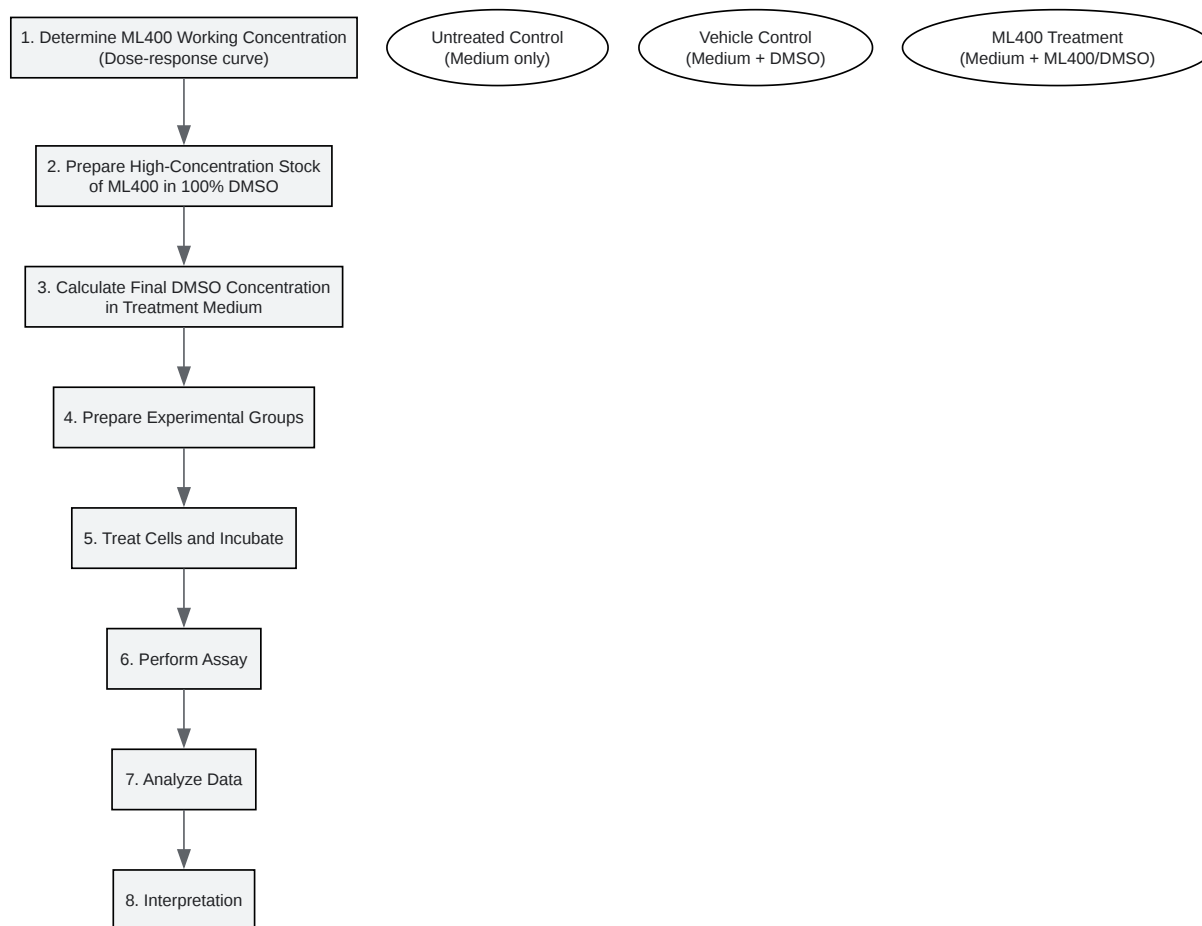 1. Determine ML400 Working Concentration
(Dose-response curve)
Untreated Control
(Medium only)
Vehicle Control
(Medium + DMSO)
ML400 Treatment
(Medium + ML400/DMSO)
2. Prepare High-Concentration Stock
of ML400 in 100% DMSO
3. Calculate Final DMSO Concentration
in Treatment Medium
4. Prepare Experimental Groups
5. Treat Cells and Incubate
6. Perform Assay
7. Analyze Data
8. Interpretation